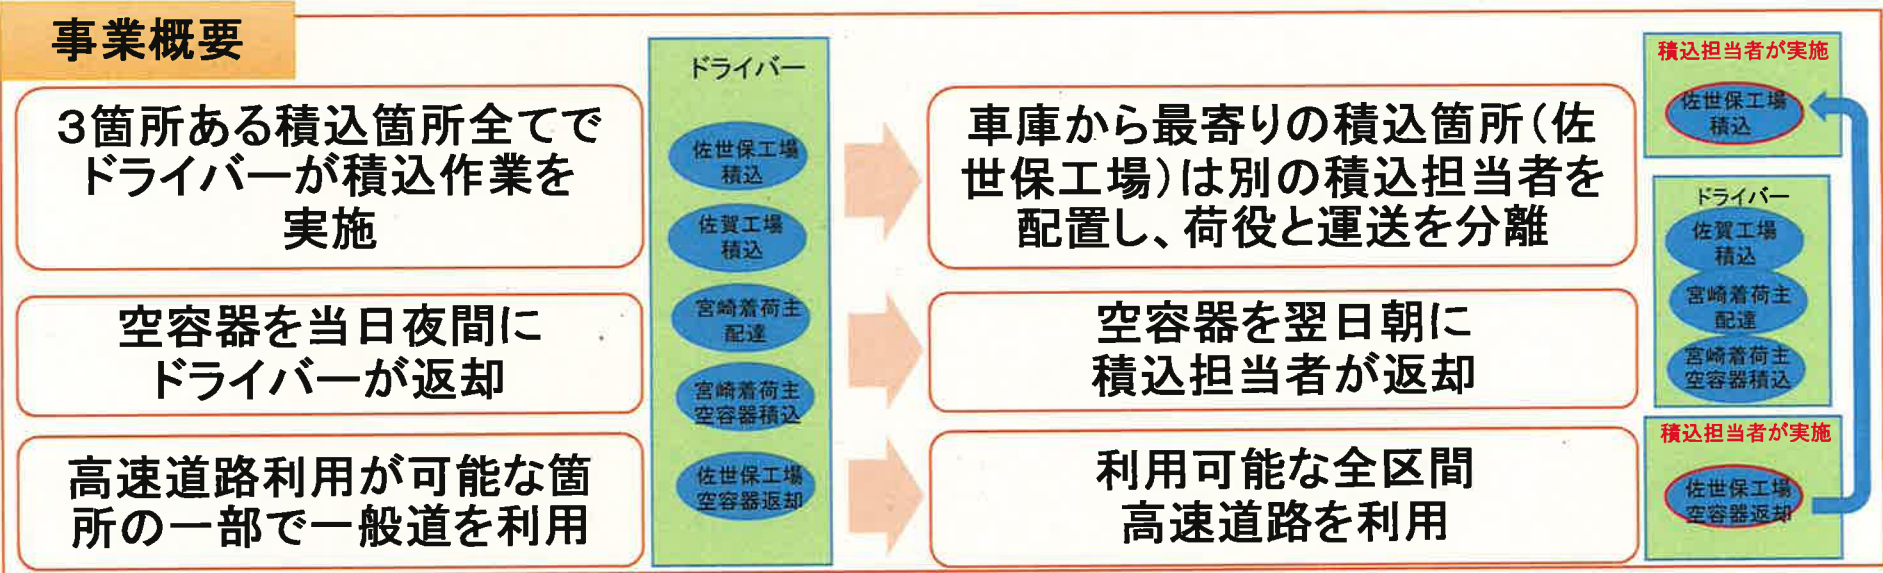 事業概要
3箇所ある積込箇所全てで
ドライバーが積込作業を
実施
空容器を当日夜間に
ドライバーが返却
高速道路利用が可能な箇
所の一部で一般道を利用
ドライバー
佐世保工場
積込
佐賀工場
積込
宮崎着荷主
配達
宮崎着荷主
空容器積込
佐世保工場
空容器返却
車庫から最寄りの積込箇所(佐
世保工場)は別の積込担当者を
配置し、荷役と運送を分離
空容器を翌日朝に
積込担当者が返却
利用可能な全区間
高速道路を利用
積込担当者が実施
佐世保工場
積込
ドライバー
佐賀工場
積込
宮崎着荷主
配達
宮崎着荷主
空容器積込
積込担当者が実施
佐世保工場
空容器返却